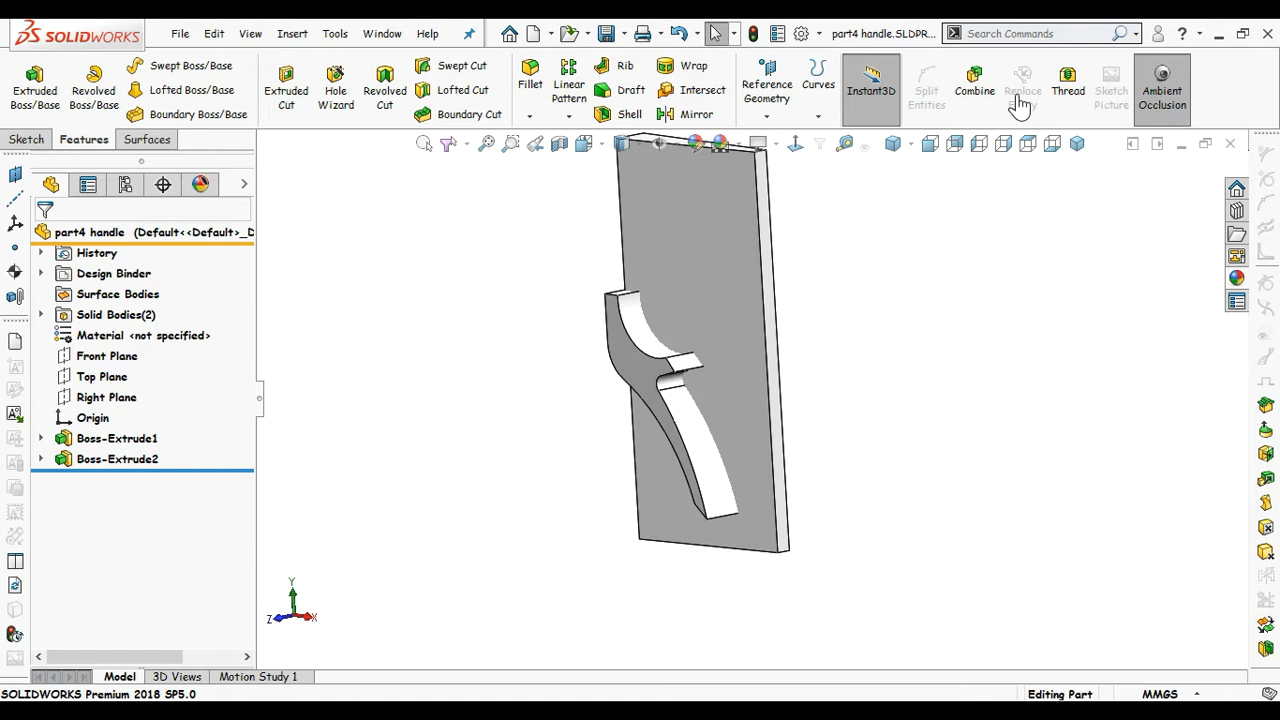 SOLIDWORKS File Edit View Insert Tools Window Help part4 handle.SLDPR... Search Commands
Extruded Boss/Base
Revolved Boss/Base
Swept Boss/Base
Lofted Boss/Base
Boundary Boss/Base
Extruded Cut
Hole Wizard
Revolved Cut
Swept Cut
Lofted Cut
Boundary Cut
Fillet
Linear Pattern
Rib
Draft
Shell
Wrap
Intersect
Mirror
Reference Geometry
Curves
Instant3D
Split Entities
Combine
Replace
Thread
Sketch Picture
Ambient Occlusion
Sketch Features Surfaces
part4 handle (Default<<Default>_D
History
Design Binder
Surface Bodies
Solid Bodies(2)
Material <not specified>
Front Plane
Top Plane
Right Plane
Origin
Boss-Extrude1
Boss-Extrude2
Y
Z X
Model 3D Views Motion Study 1
SOLIDWORKS Premium 2018 SP5.0 Editing Part MMGS